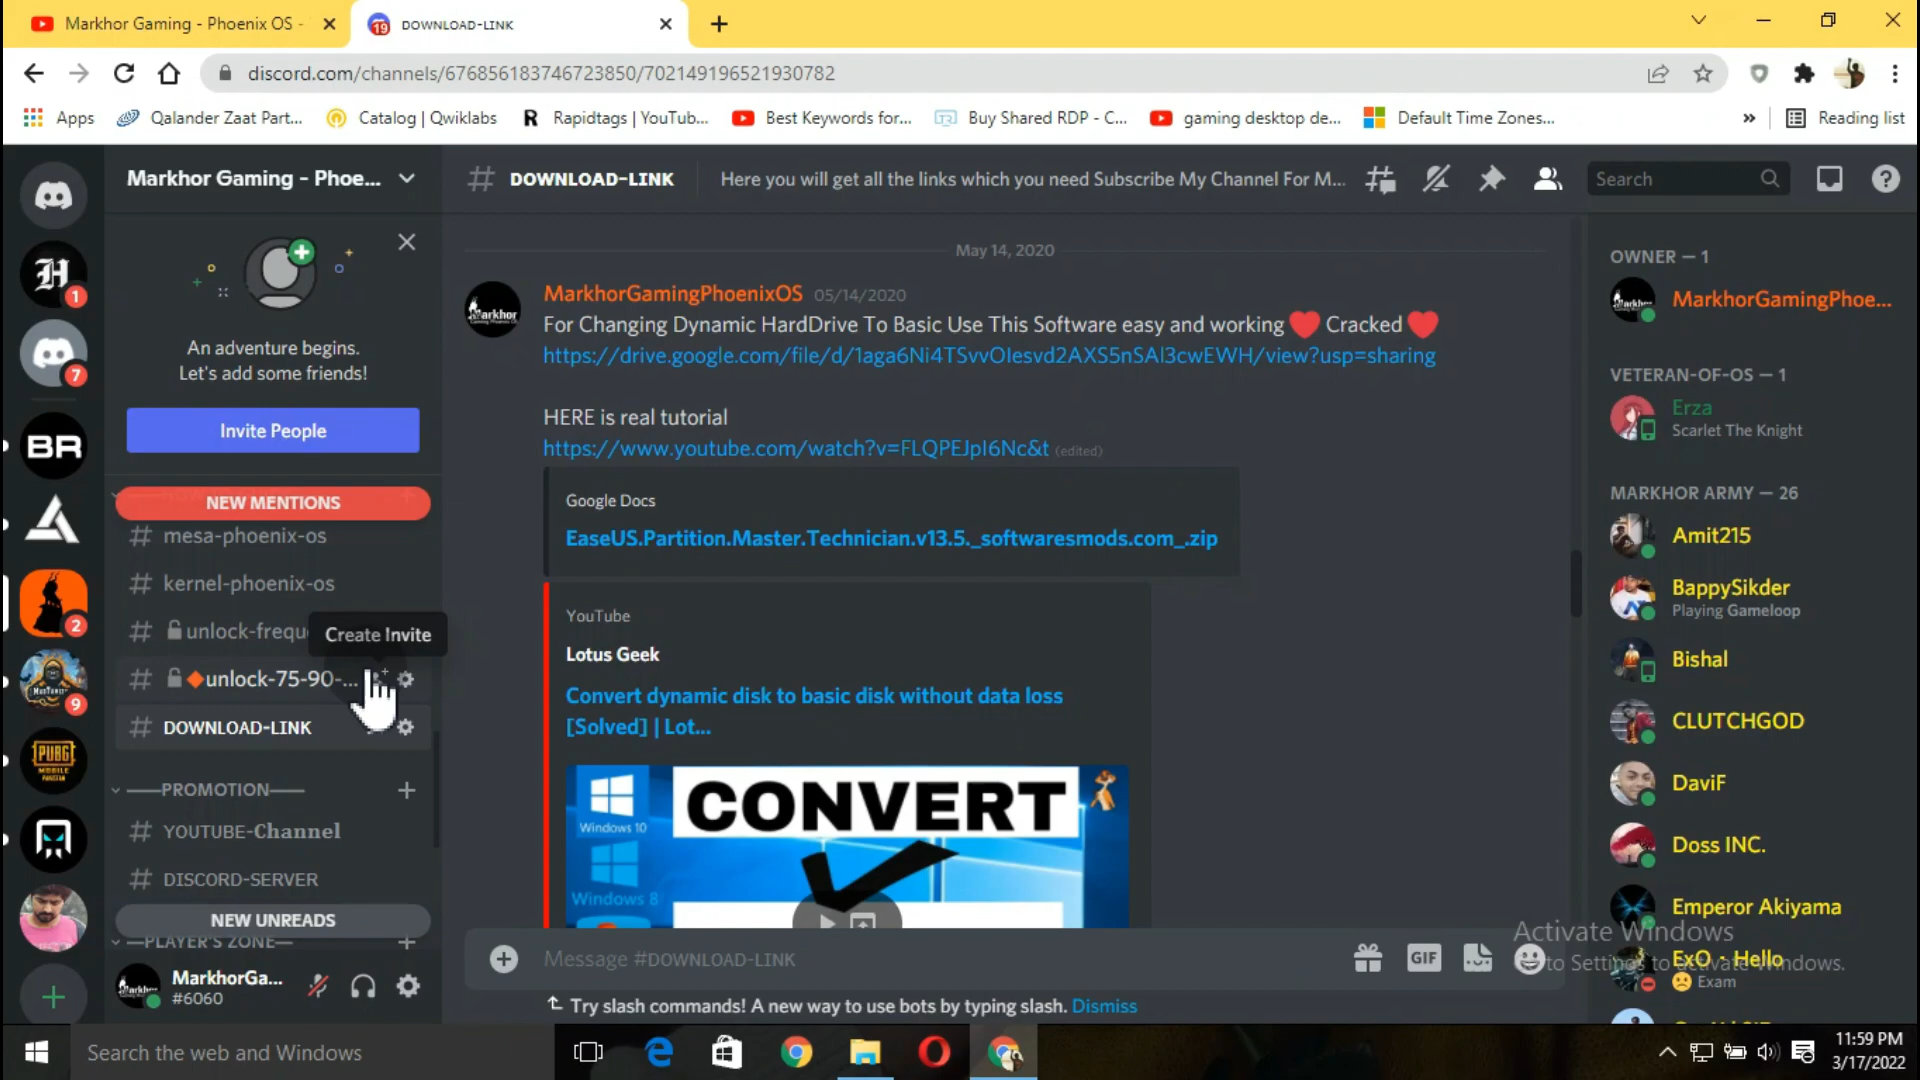 Markhor Gaming - Phoenix OS -
DOWNLOAD-LINK
19
discord.com/channels/676856183746723850/702149196521930782
Apps
Qalander Zaat Part...
Catalog | Qwiklabs
R
Rapidtags | YouTub...
Best Keywords for...
Buy Shared RDP - C...
gaming desktop de...
Default Time Zones...
»
Reading list
Markhor Gaming - Phoe...
DOWNLOAD-LINK
Here you will get all the links which you need Subscribe My Channel For M...
Search
1
7
BR
2
9
PUBG
MOBILE
PAKISTAN
An adventure begins.
Let's add some friends!
Invite People
NEW MENTIONS
# mesa-phoenix-os
# kernel-phoenix-os
# unlock-frequ
Create Invite
# unlock-75-90-...
# DOWNLOAD-LINK
——PROMOTION——
# YOUTUBE-Channel
# DISCORD-SERVER
NEW UNREADS
—PLAYER'S ZONE—
MarkhorGa...
#6060
May 14, 2020
MarkhorGamingPhoenixOS 05/14/2020
For Changing Dynamic HardDrive To Basic Use This Software easy and working ❤ Cracked ❤
https://drive.google.com/file/d/1aga6Ni4TSvvOIesvd2AXS5nSAl3cwEWH/view?usp=sharing
HERE is real tutorial
https://www.youtube.com/watch?v=FLQPEJpI6Nc&t (edited)
Google Docs
EaseUS.Partition.Master.Technician.v13.5._softwaresmods.com_.zip
YouTube
Lotus Geek
Convert dynamic disk to basic disk without data loss
[Solved] | Lot...
CONVERT
Windows 10
Windows 8
Message #DOWNLOAD-LINK
GIF
Try slash commands! A new way to use bots by typing slash. Dismiss
OWNER — 1
MarkhorGamingPhoe...
VETERAN-OF-OS — 1
Erza
Scarlet The Knight
MARKHOR ARMY — 26
Amit215
BappySikder
Playing Gameloop
Bishal
CLUTCHGOD
DaviF
Doss INC.
Emperor Akiyama
ExO・Hello
Exam
Activate Windows
to Settings to activate Windows.
Search the web and Windows
11:59 PM
3/17/2022